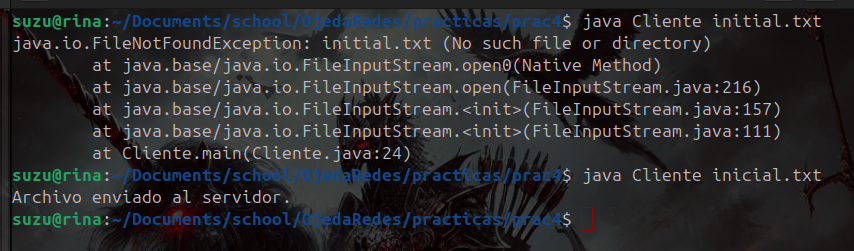 suzu@rina:~/Documents/school/OjedaRedes/practicas/prac4$ java Cliente initial.txt
java.io.FileNotFoundException: initial.txt (No such file or directory)
        at java.base/java.io.FileInputStream.open0(Native Method)
        at java.base/java.io.FileInputStream.open(FileInputStream.java:216)
        at java.base/java.io.FileInputStream.<init>(FileInputStream.java:157)
        at java.base/java.io.FileInputStream.<init>(FileInputStream.java:111)
        at Cliente.main(Cliente.java:24)
suzu@rina:~/Documents/school/OjedaRedes/practicas/prac4$ java Cliente inicial.txt
Archivo enviado al servidor.
suzu@rina:~/Documents/school/OjedaRedes/practicas/prac4$